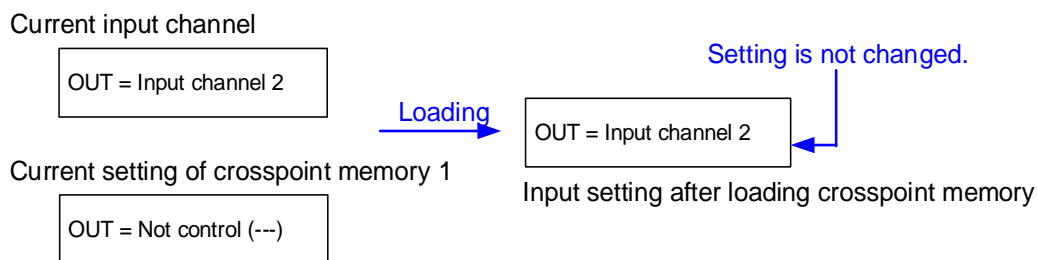 Current input channel
OUT = Input channel 2
Current setting of crosspoint memory 1
OUT = Not control (---)
Loading
Setting is not changed.
OUT = Input channel 2
Input setting after loading crosspoint memory